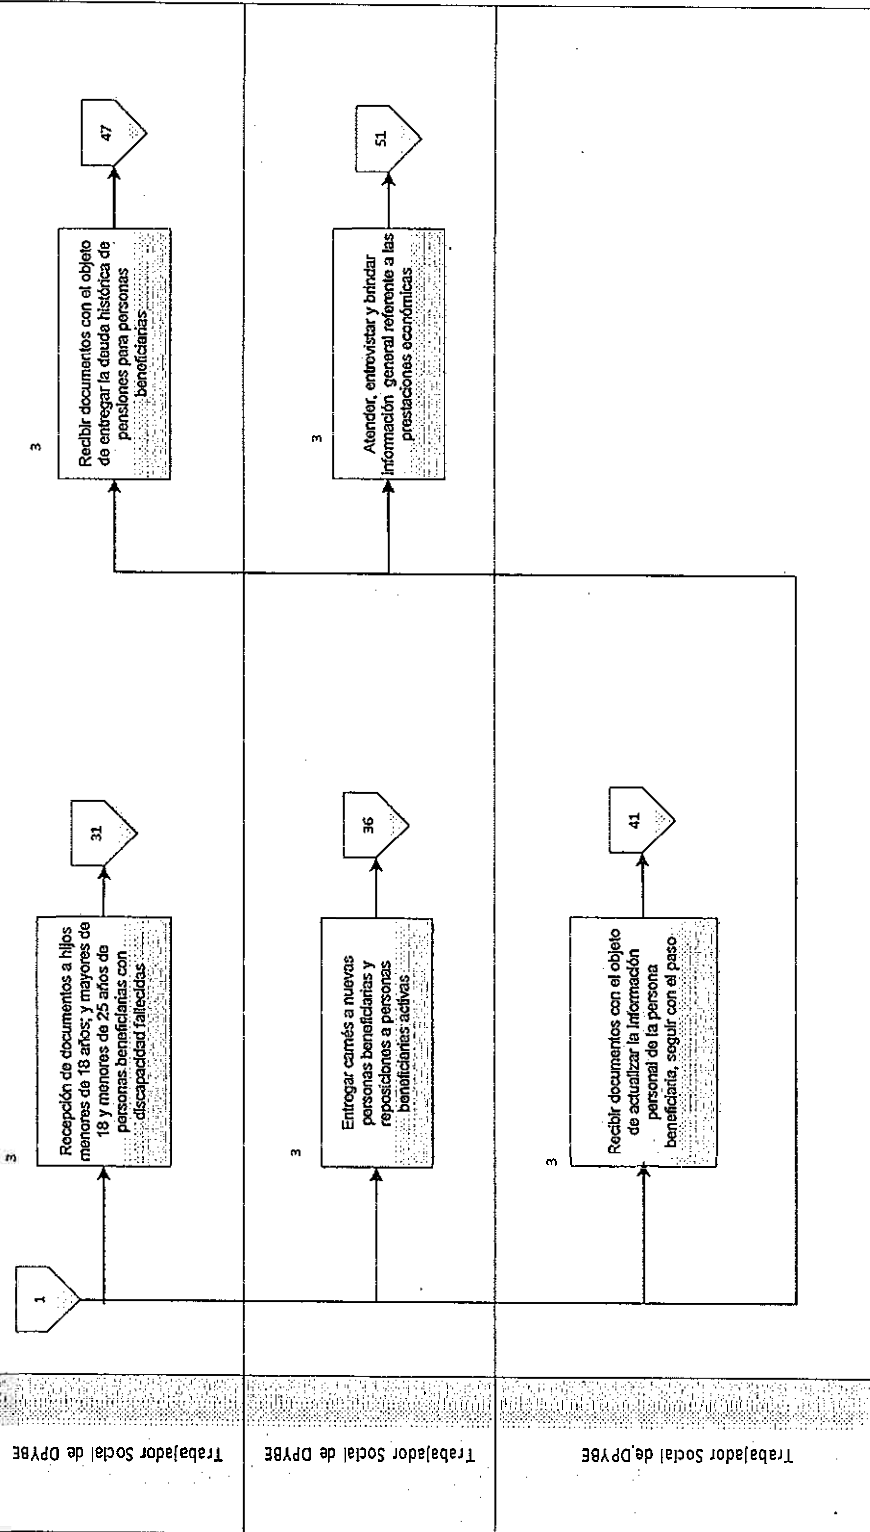 Trabajador Social de DPYBE
1
3
Recepción de documentos a hijos
menores de 18 años; y mayores de
18 y menores de 25 años de
personas beneficiarias con
discapacidad fallecidas
31
3
Recibir documentos con el objeto
de entregar la deuda histórica de
pensiones para personas
beneficiarias
47
Trabajador Social de DPYBE
3
Entregar carnés a nuevas
personas beneficiarias y
reposiciones a personas
beneficiarias activas
36
3
Atender, entrevistar y brindar
información general referente a las
prestaciones económicas
51
Trabajador Social de DPYBE
3
Recibir documentos con el objeto
de actualizar la información
personal de la persona
beneficiaria, seguir con el paso
41